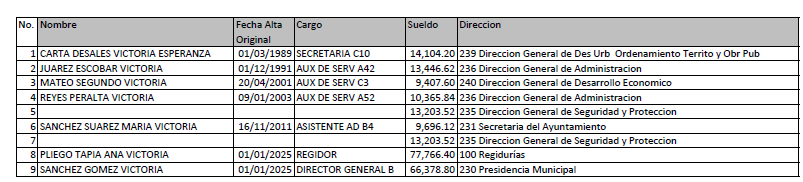 No. Nombre Fecha Alta Original Cargo Sueldo Direccion
1 CARTA DESALES VICTORIA ESPERANZA 01/03/1989 SECRETARIA C10 14,104.20 239 Direccion General de Des Urb Ordenamiento Territo y Obr Pub
2 JUAREZ ESCOBAR VICTORIA 01/12/1991 AUX DE SERV A42 13,446.62 236 Direccion General de Administracion
3 MATEO SEGUNDO VICTORIA 20/04/2001 AUX DE SERV C3 9,407.60 240 Direccion General de Desarrollo Economico
4 REYES PERALTA VICTORIA 09/01/2003 AUX DE SERV A52 10,365.84 236 Direccion General de Administracion
5 13,203.52 235 Direccion General de Seguridad y Proteccion
6 SANCHEZ SUAREZ MARIA VICTORIA 16/11/2011 ASISTENTE AD B4 9,696.12 231 Secretaria del Ayuntamiento
7 13,203.52 235 Direccion General de Seguridad y Proteccion
8 PLIEGO TAPIA ANA VICTORIA 01/01/2025 REGIDOR 77,766.40 100 Regidurías
9 SANCHEZ GOMEZ VICTORIA 01/01/2025 DIRECTOR GENERAL B 66,378.80 230 Presidencia Municipal